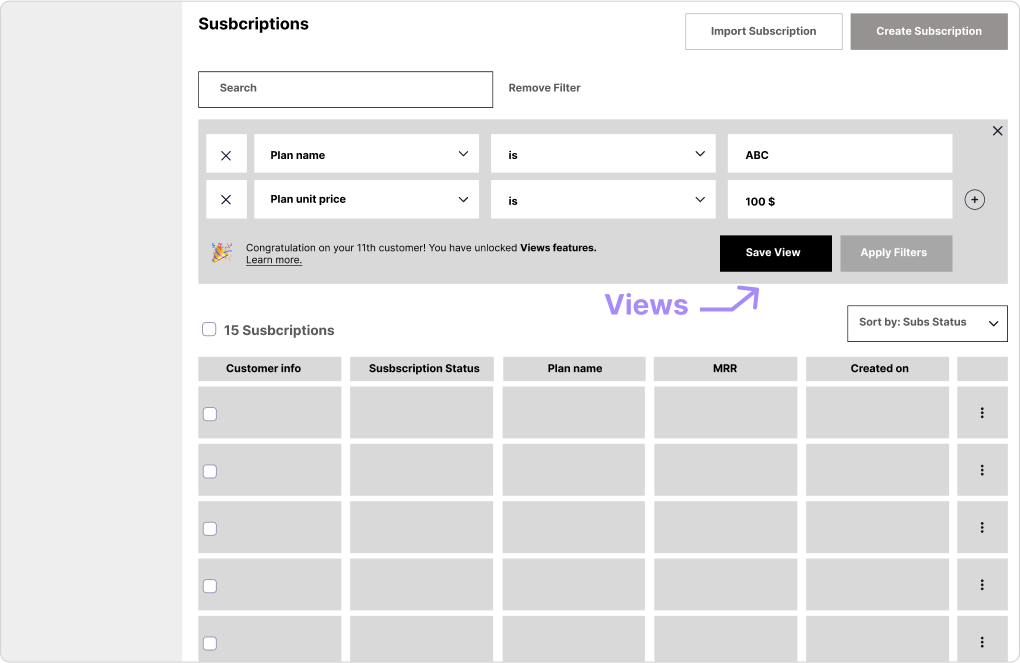 Susbcriptions
Import Subscription
Create Subscription
Search
Remove Filter
Plan name
is
ABC
Plan unit price
is
100 $
Congratulation on your 11th customer! You have unlocked Views features.
Learn more.
Save View
Apply Filters
Views
15 Susbcriptions
Sort by: Subs Status
Customer info
Susbscription Status
Plan name
MRR
Created on